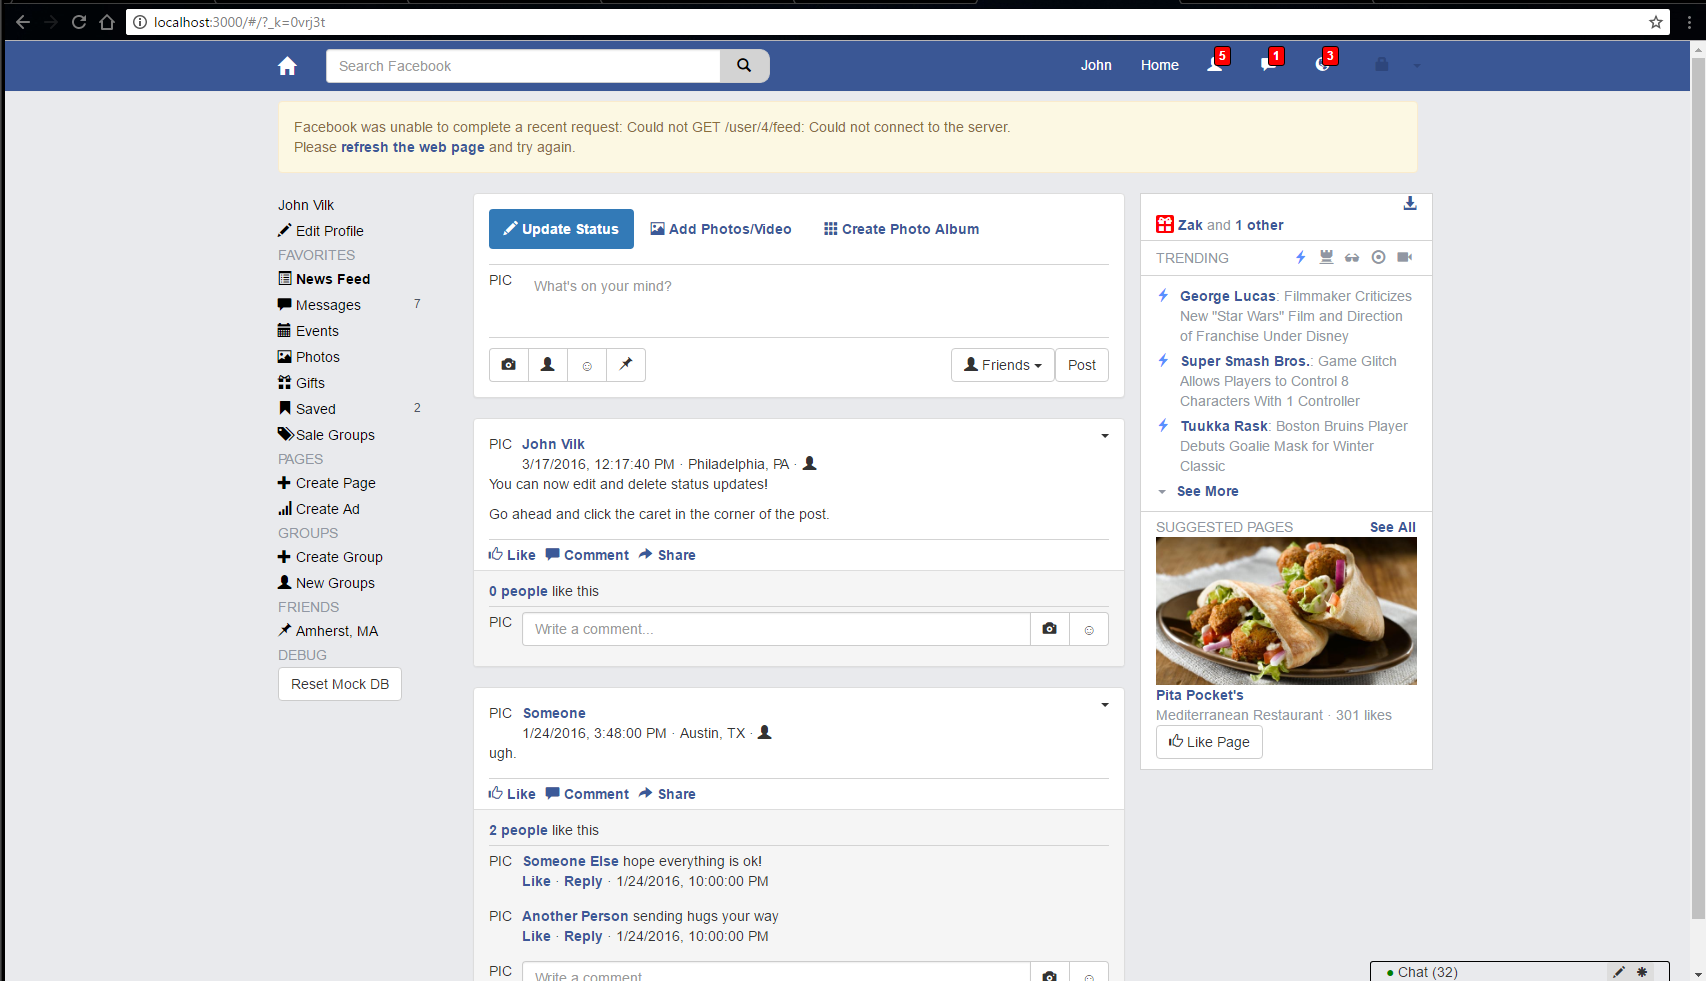 localhost:3000/#/?_k=0vrj3t
Search Facebook
John
Home
5
1
3
Facebook was unable to complete a recent request: Could not GET /user/4/feed: Could not connect to the server.
Please refresh the web page and try again.
John Vilk
Edit Profile
FAVORITES
News Feed
Messages 7
Events
Photos
Gifts
Saved 2
Sale Groups
PAGES
Create Page
Create Ad
GROUPS
Create Group
New Groups
FRIENDS
Amherst, MA
DEBUG
Reset Mock DB
Update Status Add Photos/Video Create Photo Album
PIC What's on your mind?
Friends Post
PIC John Vilk
3/17/2016, 12:17:40 PM · Philadelphia, PA ·
You can now edit and delete status updates!
Go ahead and click the caret in the corner of the post.
Like Comment Share
0 people like this
PIC Write a comment...
PIC Someone
1/24/2016, 3:48:00 PM · Austin, TX ·
ugh.
Like Comment Share
2 people like this
PIC Someone Else hope everything is ok!
Like · Reply · 1/24/2016, 10:00:00 PM
PIC Another Person sending hugs your way
Like · Reply · 1/24/2016, 10:00:00 PM
PIC Write a comment
Zak and 1 other
TRENDING
George Lucas: Filmmaker Criticizes
New "Star Wars" Film and Direction
of Franchise Under Disney
Super Smash Bros.: Game Glitch
Allows Players to Control 8
Characters With 1 Controller
Tuukka Rask: Boston Bruins Player
Debuts Goalie Mask for Winter
Classic
See More
SUGGESTED PAGES See All
Pita Pocket's
Mediterranean Restaurant · 301 likes
Like Page
Chat (32)